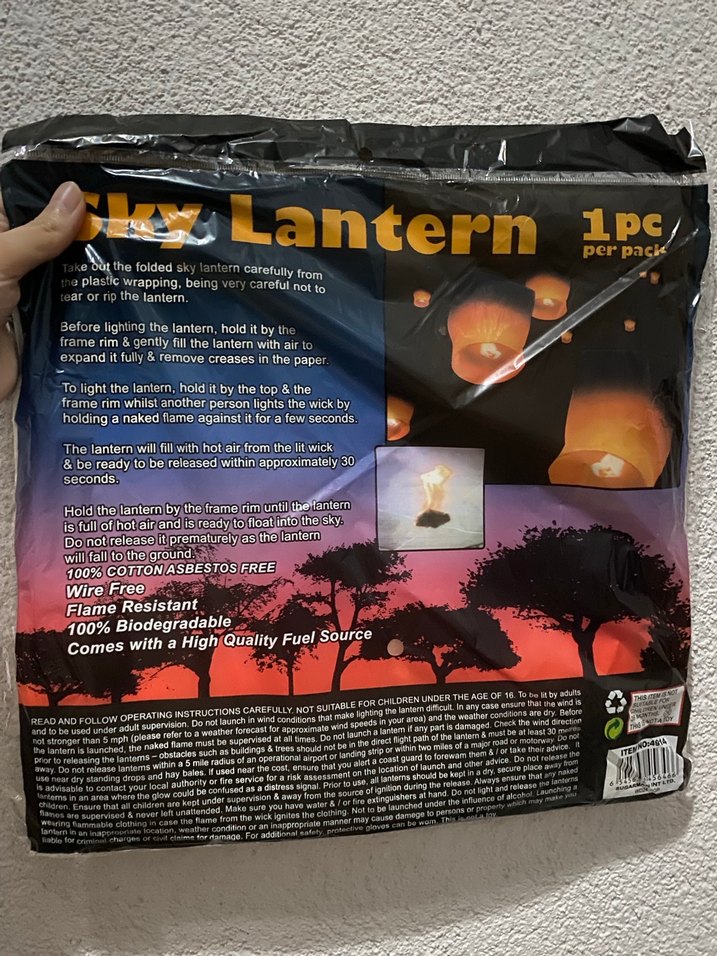 Sky Lantern
1pc
per pack
Take out the folded sky lantern carefully from
the plastic wrapping, being very careful not to
tear or rip the lantern.
Before lighting the lantern, hold it by the
frame rim & gently fill the lantern with air to
expand it fully & remove creases in the paper.
To light the lantern, hold it by the top & the
frame rim whilst another person lights the wick by
holding a naked flame against it for a few seconds.
The lantern will fill with hot air from the lit wick
& be ready to be released within approximately 30
seconds.
Hold the lantern by the frame rim until the lantern
is full of hot air and is ready to float into the sky.
Do not release it prematurely as the lantern
will fall to the ground.
100% COTTON ASBESTOS FREE
Wire Free
Flame Resistant
100% Biodegradable
Comes with a High Quality Fuel Source
READ AND FOLLOW OPERATING INSTRUCTIONS CAREFULLY. NOT SUITABLE FOR CHILDREN UNDER THE AGE OF 16. To be lit by adults
and to be used under adult supervision. Do not launch in wind conditions that make lighting the lantern difficult. In any case ensure that the wind is
not stronger than 5 mph (please refer to a weather forecast for approximate wind speeds in your area) and the weather conditions are dry. Before
the lantern is launched, the naked flame must be supervised at all times. Do not launch a lantern if any part is damaged. Check the wind direction
prior to releasing the lanterns – obstacles such as buildings & trees should not be in the direct flight path of the lantern & must be at least 30 metres
away. Do not release lanterns within a 5 mile radius of an operational airport or landing strip or within two miles of a major road or motorway. Do not
use near dry standing drops and hay bales. If used near the cost, ensure that you alert a coast guard to forewarn them & / or take their advice. It
is advisable to contact your local authority or fire service for a risk assessment on the location of launch and other advice. Do not release the
lanterns in an area where the glow could be confused as a distress signal. Prior to use, all lanterns should be kept in a dry, secure place away from
children. Ensure that all children are kept under supervision & away from the source of ignition during the release. Always ensure that any naked
flames are supervised & never left unattended. Make sure you have water & / or fire extinguishers at hand. Do not light and release the lanterns
wearing flammable clothing in case the flame from the wick ignites the clothing. Not to be launched under the influence of alcohol. Launching a
lantern in an inappropriate location, weather condition or an inappropriate manner may cause damage to persons or property which may make you
liable for criminal charges or civil claims for damage. For additional safety, protective gloves can be worn. This is not a toy.
THIS ITEM IS NOT
SUITABLE FOR
CHILDREN UNDER
THIS IS NOT A TOY
ITEM NO:
INT LTD.